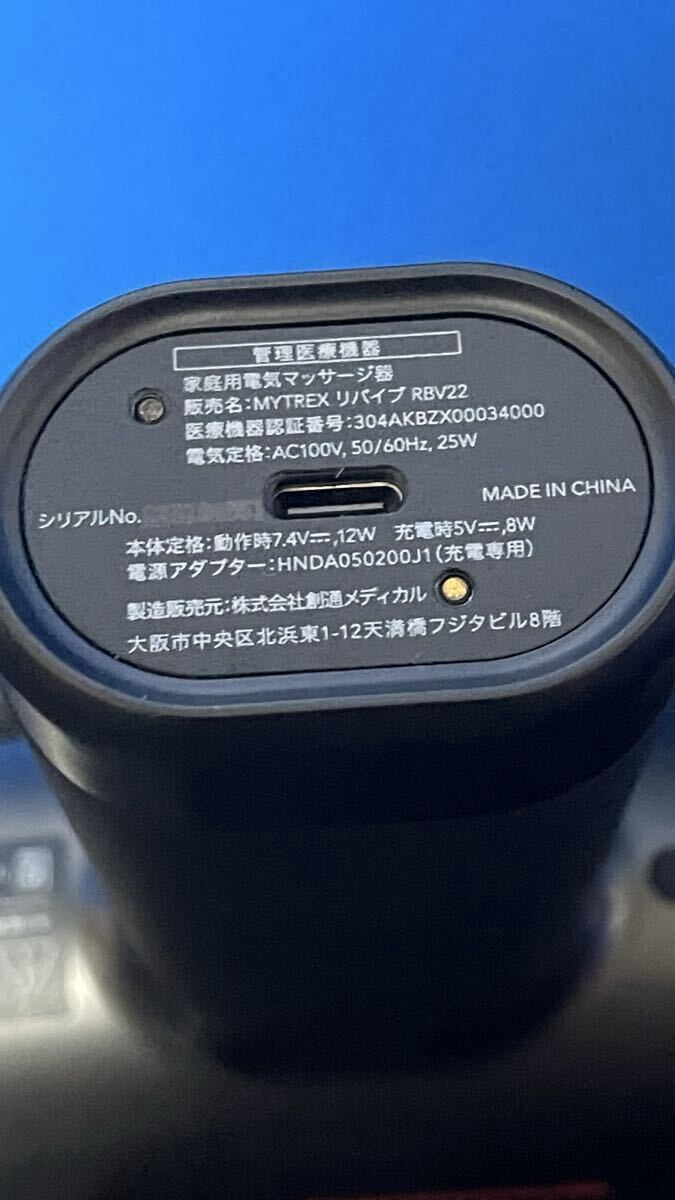 管理医療機器
家庭用電気マッサージ器
販売名:MYTREX リバイブ RBV22
医療機器認証番号:304AKBZX00034000
電気定格:AC100V, 50/60Hz, 25W
シリアルNo.
MADE IN CHINA
本体定格:動作時7.4V⎓,12W 充電時5V⎓,8W
電源アダプター:HNDA050200J1(充電専用)
製造販売元:株式会社創通メディカル
大阪市中央区北浜東1-12天満橋フジタビル8階